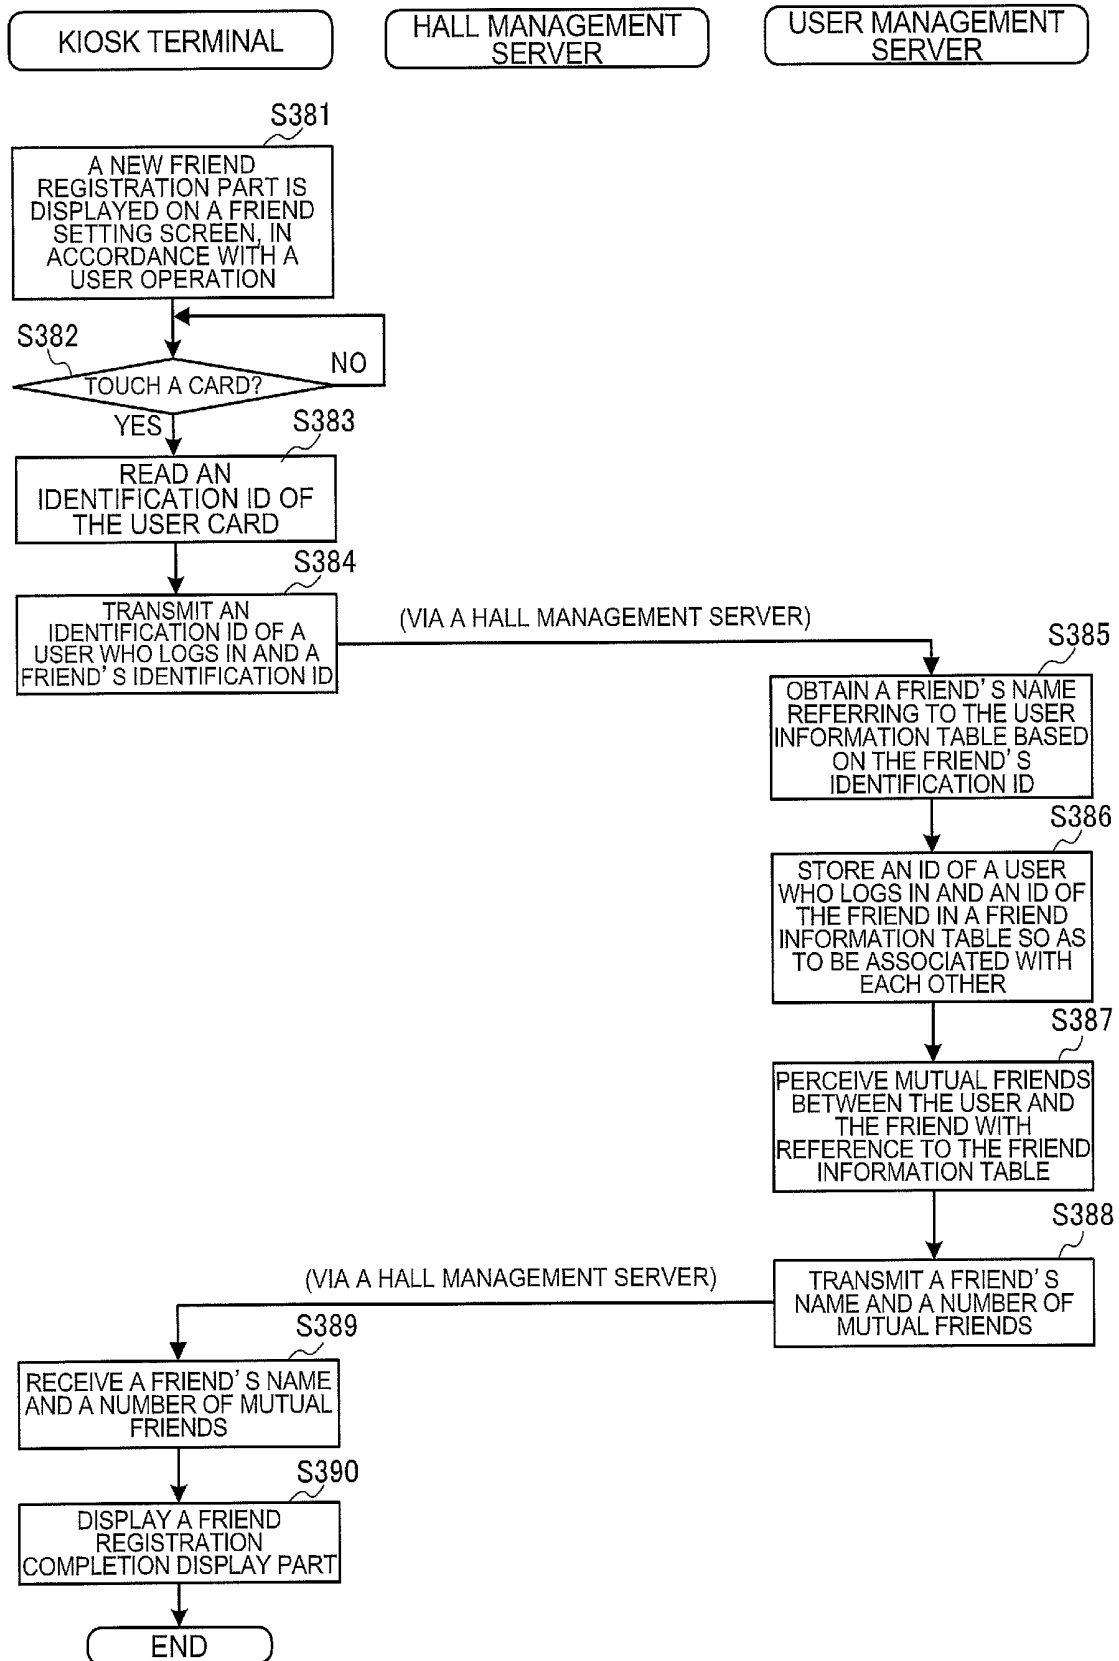 KIOSK TERMINAL
HALL MANAGEMENT
SERVER
USER MANAGEMENT
SERVER
S381
A NEW FRIEND
REGISTRATION PART IS
DISPLAYED ON A FRIEND
SETTING SCREEN, IN
ACCORDANCE WITH A
USER OPERATION
S382
NO
TOUCH A CARD?
YES
S383
READ AN
IDENTIFICATION ID OF
THE USER CARD
S384
TRANSMIT AN
IDENTIFICATION ID OF A
USER WHO LOGS IN AND A
FRIEND'S IDENTIFICATION ID
(VIA A HALL MANAGEMENT SERVER)
S385
OBTAIN A FRIEND'S NAME
REFERRING TO THE USER
INFORMATION TABLE BASED
ON THE FRIEND'S
IDENTIFICATION ID
S386
STORE AN ID OF A USER
WHO LOGS IN AND AN ID OF
THE FRIEND IN A FRIEND
INFORMATION TABLE SO AS
TO BE ASSOCIATED WITH
EACH OTHER
S387
PERCEIVE MUTUAL FRIENDS
BETWEEN THE USER AND
THE FRIEND WITH
REFERENCE TO THE FRIEND
INFORMATION TABLE
S388
TRANSMIT A FRIEND'S
NAME AND A NUMBER OF
MUTUAL FRIENDS
(VIA A HALL MANAGEMENT SERVER)
S389
RECEIVE A FRIEND'S NAME
AND A NUMBER OF MUTUAL
FRIENDS
S390
DISPLAY A FRIEND
REGISTRATION
COMPLETION DISPLAY PART
END